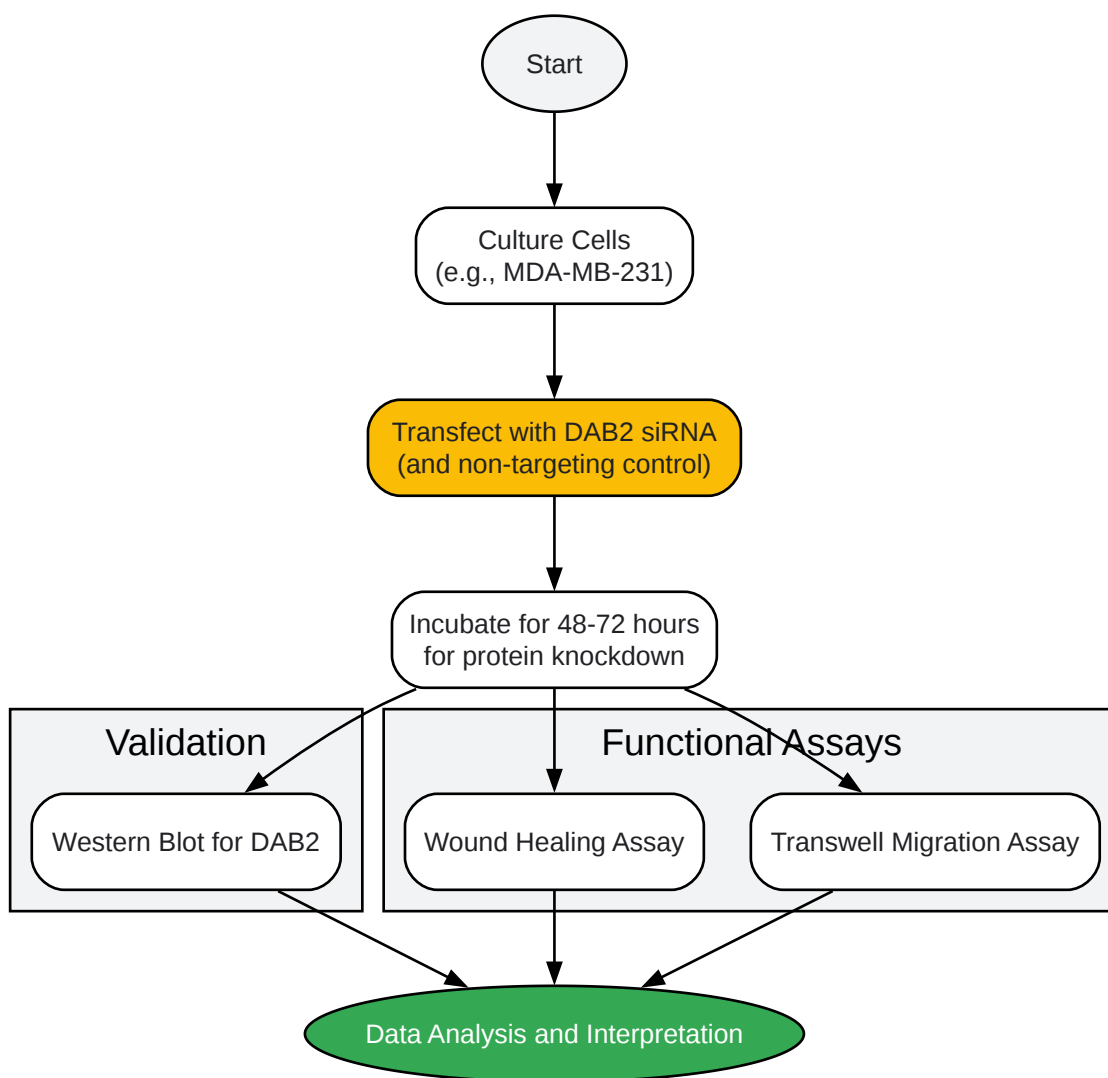 Start
Culture Cells
(e.g., MDA-MB-231)
Transfect with DAB2 siRNA
(and non-targeting control)
Incubate for 48-72 hours
for protein knockdown
Validation
Functional Assays
Western Blot for DAB2
Wound Healing Assay
Transwell Migration Assay
Data Analysis and Interpretation